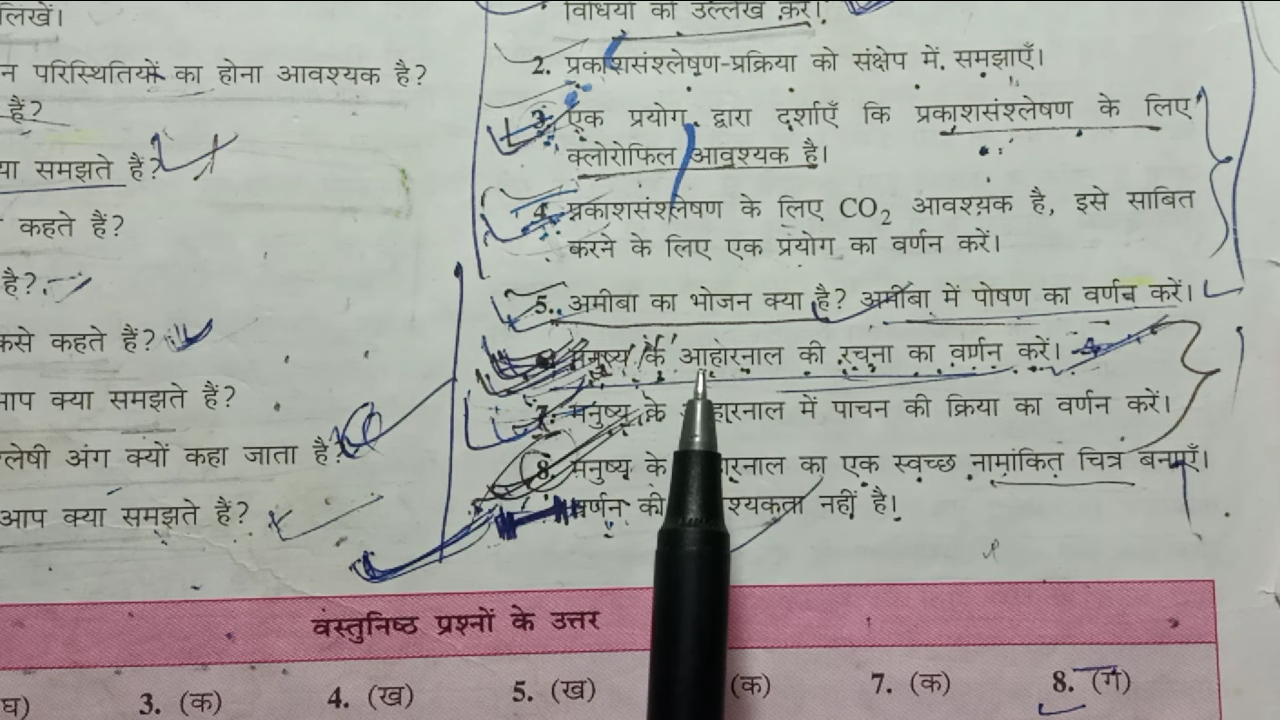 लिखें।
न परिस्थितियों का होना आवश्यक है?
हैं?
या समझते हैं?
कहते हैं?
है?
कसे कहते हैं?
आप क्या समझते हैं?
लेषी अंग क्यों कहा जाता है?
आप क्या समझते हैं?
विधियों का उल्लेख करें।
2. प्रकाशसंश्लेषण-प्रक्रिया को संक्षेप में समझाएँ।
3. एक प्रयोग द्वारा दर्शाएँ कि प्रकाशसंश्लेषण के लिए
क्लोरोफिल आवश्यक है।
4. प्रकाशसंश्लेषण के लिए CO₂ आवश्यक है, इसे साबित
करने के लिए एक प्रयोग का वर्णन करें।
5. अमीबा का भोजन क्या है? अमीबा में पोषण का वर्णन करें।
मनुष्य के आहारनाल की रचना का वर्णन करें।
7. मनुष्य के आहारनाल में पाचन की क्रिया का वर्णन करें।
8. मनुष्य के आहारनाल का एक स्वच्छ नामांकित चित्र बनाएँ।
वर्णन की श्यकता नहीं है।
वस्तुनिष्ठ प्रश्नों के उत्तर
घ) 3. (क) 4. (ख) 5. (ख) (क) 7. (क) 8. (ग)